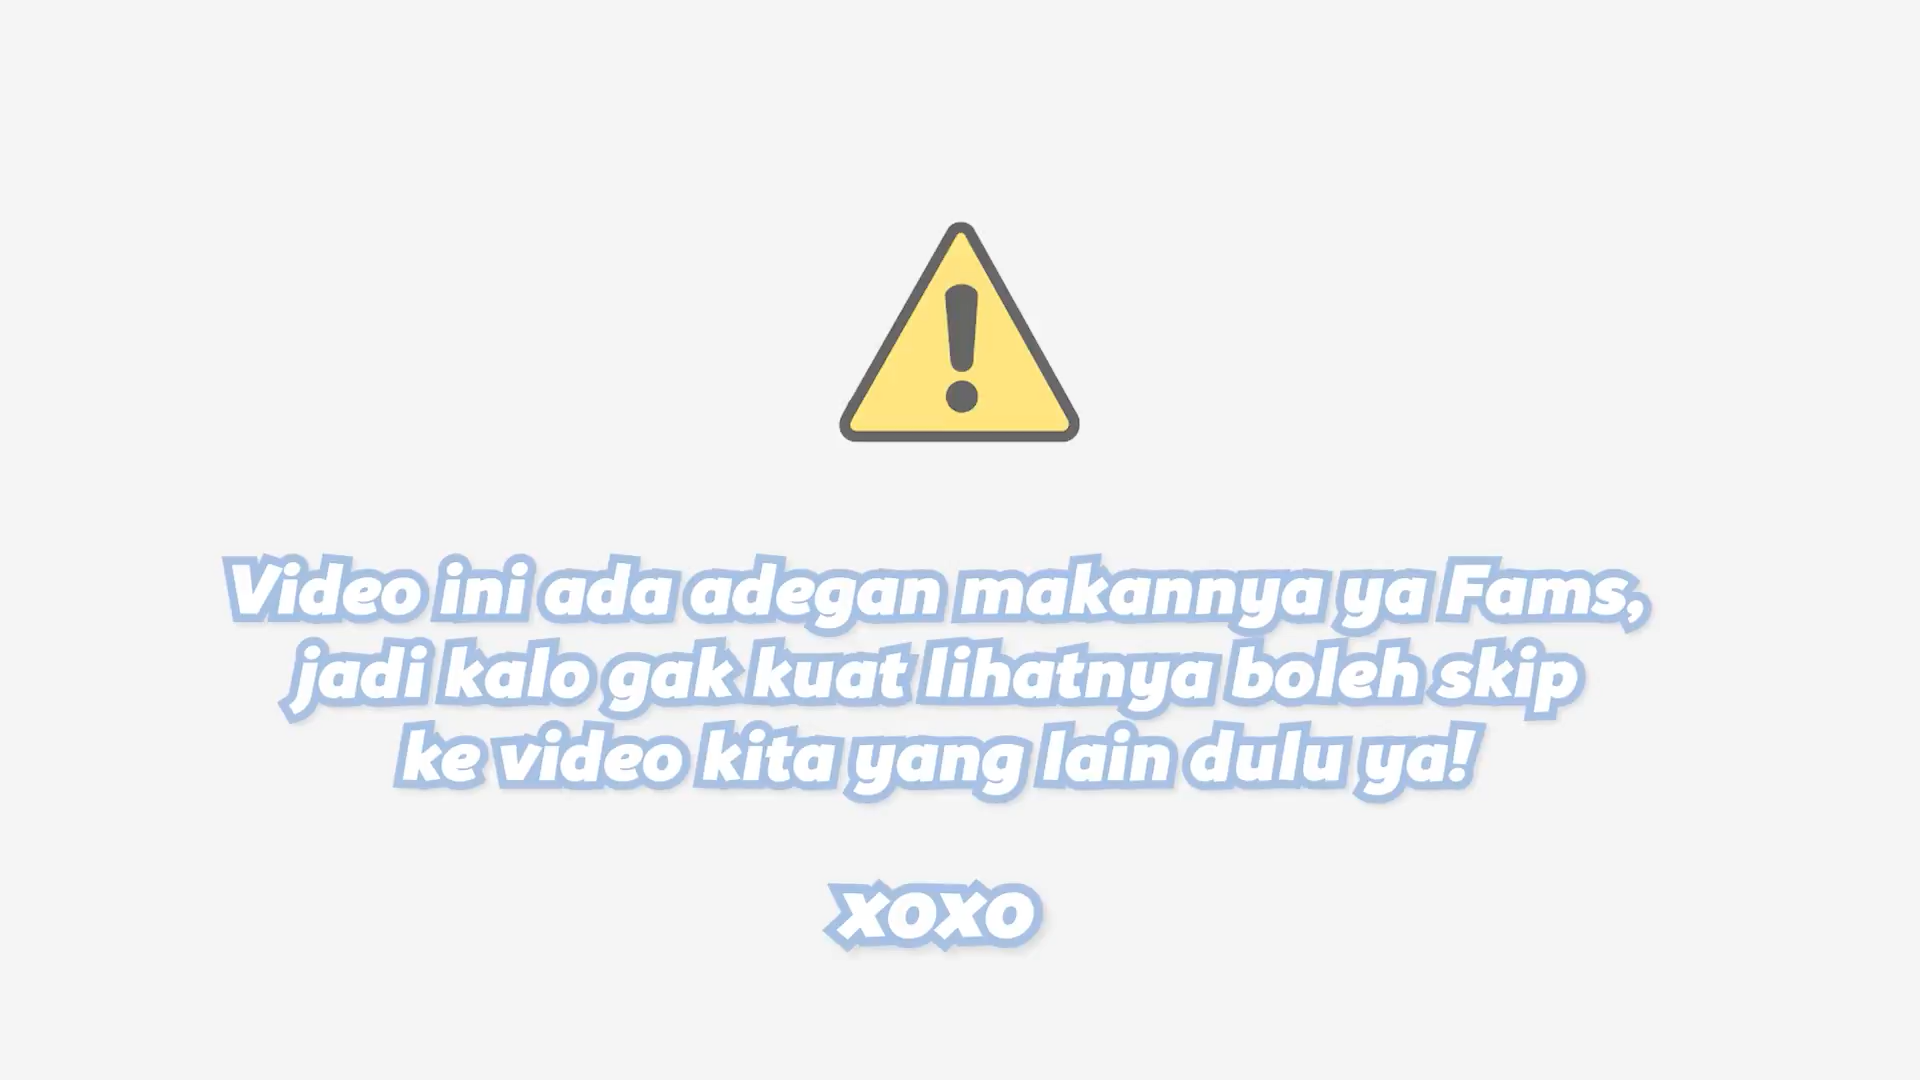 Video ini ada adegan makannya ya Fams,
jadi kalo gak kuat lihatnya boleh skip
ke video kita yang lain dulu ya!
xoxo